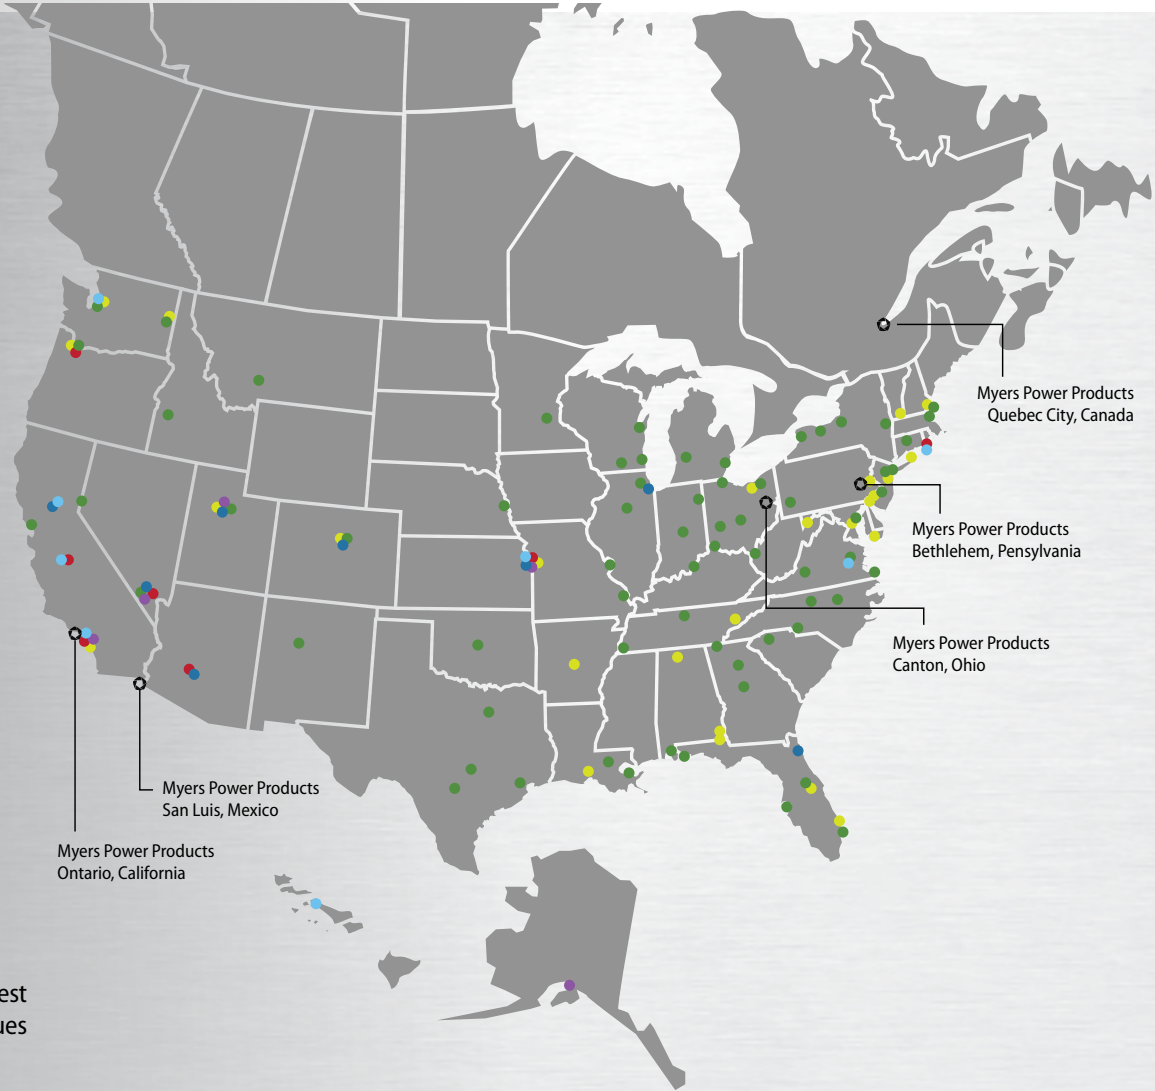 Myers Power Products
Quebec City, Canada
Myers Power Products
Bethlehem, Pensylvania
Myers Power Products
Canton, Ohio
Myers Power Products
San Luis, Mexico
Myers Power Products
Ontario, California
est
ues